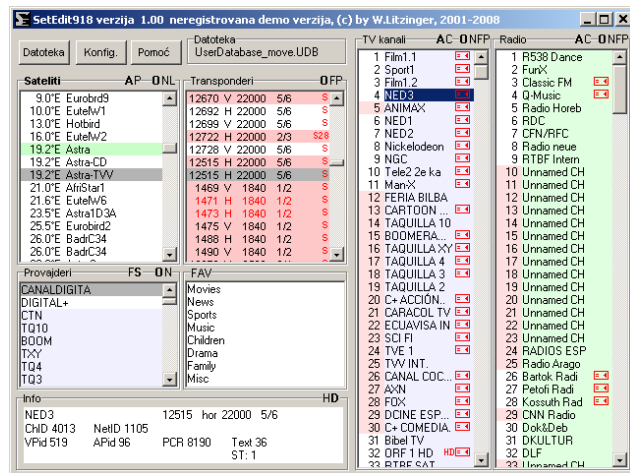 SetEdit918 verzija 1.00 neregistrovana demo verzija, (c) by W.Litzinger, 2001-2008
Datoteka
Konfig.
Pomoć
Datoteka
UserDatabase_move.UDB
Sateliti AP ONL
9.0°E Eurobrd9
10.0°E EutelW1
13.0°E Hotbird
16.0°E EutelW2
19.2°E Astra
19.2°E Astra-CD
19.2°E Astra-TVV
21.0°E AfriStar1
21.6°E EutelW6
23.5°E Astra1D3A
25.5°E Eurobird2
26.0°E BadrC34
26.0°E BadrC34
Transponderi OFP
12670 V 22000 5/6 S
12692 H 22000 5/6 S
12699 V 22000 5/6 S
12722 H 22000 2/3 S28
12728 V 22000 5/6 S
12515 H 22000 5/6 S
12515 H 22000 5/6 S
1469 V 1840 1/2 S
1471 H 1840 1/2 S
1473 H 1840 1/2 S
1475 V 1840 1/2 S
1488 H 1840 1/2 S
1490 V 1840 1/2 S
Provajderi FS ON
CANALDIGITA
DIGITAL+
CTN
TQ10
BOOM
TXY
TQ4
TQ3
FAV
Movies
News
Sports
Music
Children
Drama
Family
Misc
Info HD
NED3 12515 hor 22000 5/6
ChID 4013 NetID 1105
VPid 519 APid 96 PCR 8190 Text 36
ST: 1
TV kanali AC ONFP
1 Film1.1
2 Sport1
3 Film1.2
4 NED3
5 ANIMAX
6 NED1
7 NED2
8 Nickelodeon
9 NGC
10 Tele2 2e ka
11 Man-X
12 FERIA BILBA
13 CARTOON ...
14 TAQUILLA 10
15 BOOMERA...
16 TAQUILLA XY
17 TAQUILLA 4
18 TAQUILLA 3
19 TAQUILLA 2
20 C+ ACCIÓN..
21 CARACOL TV
22 ECUAVISA IN
23 SCI FI
24 TVE 1
25 TVV INT.
26 CANAL COC...
27 AXN
28 FOX
29 DCINE ESP...
30 C+ COMEDIA.
31 Bibel TV
32 ORF 1 HD HD
33 RTBF SAT
Radio AC ONFP
1 R538 Dance
2 FunX
3 Classic FM
4 Q-Music
5 Radio Horeb
6 RDC
7 CFN/RFC
8 Radio neue
9 RTBF Intern
10 Unnamed CH
11 Unnamed CH
12 Unnamed CH
13 Unnamed CH
14 Unnamed CH
15 Unnamed CH
16 Unnamed CH
17 Unnamed CH
18 Unnamed CH
19 Unnamed CH
20 Unnamed CH
21 Unnamed CH
22 Unnamed CH
23 Unnamed CH
24 RADIOS ESP
25 Radio Arago
26 Bartok Radi
27 Petofi Radi
28 Kossuth Rad
29 CNN Radio
30 Dok&Deb
31 DKULTUR
32 DLF
33 Unnamed CH